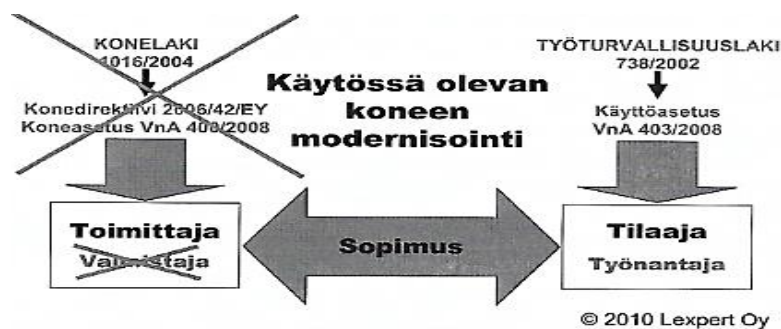 KONELAKI
1016/2004
Konedirektiivi 2006/42/EY
Koneasetus VnA 400/2008
Käytössä olevan
koneen
modernisointi
TYÖTURVALLISUUSLAKI
738/2002
Käyttöasetus
VnA 403/2008
Toimittaja
Valmistaja
Sopimus
Tilaaja
Työnantaja
© 2010 Lexpert Oy